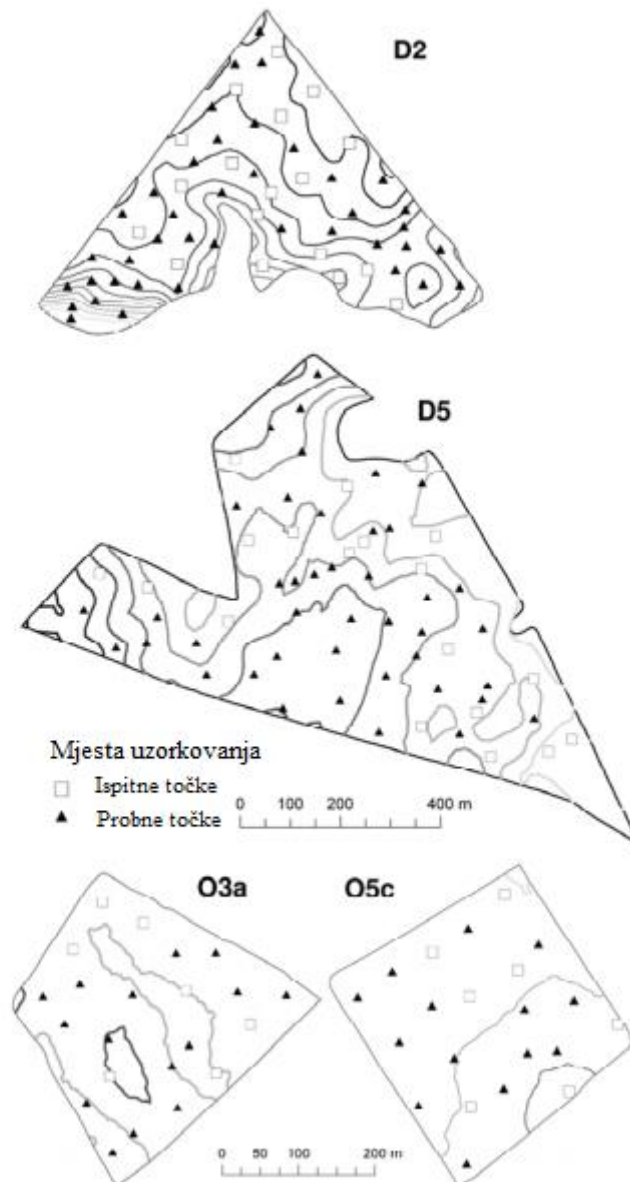 D2
D5
Mjesta uzorkovanja
Ispitne točke
Probne točke
0 100 200 400 m
O3a O5c
0 50 100 200 m